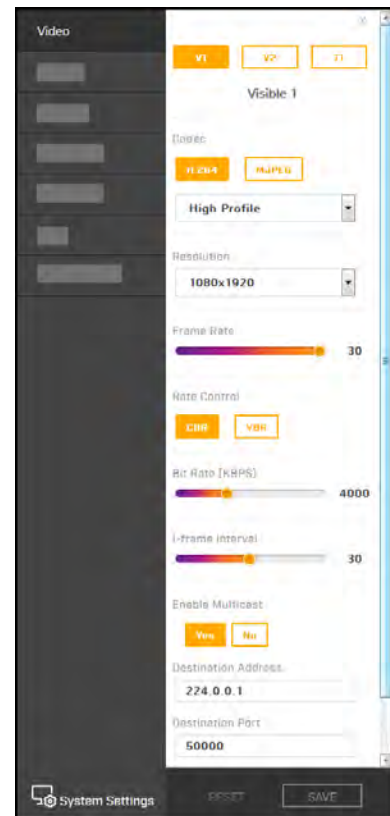 Video
V1 V2 T1
Visible 1
Codec
H.264 MJPEG
High Profile
Resolution
1080x1920
Frame Rate
30
Rate Control
CBR VBR
Bit Rate (KBPS)
4000
I-frame interval
30
Enable Multicast
Yes No
Destination Address
224.0.0.1
Destination Port
50000
System Settings
RESET SAVE